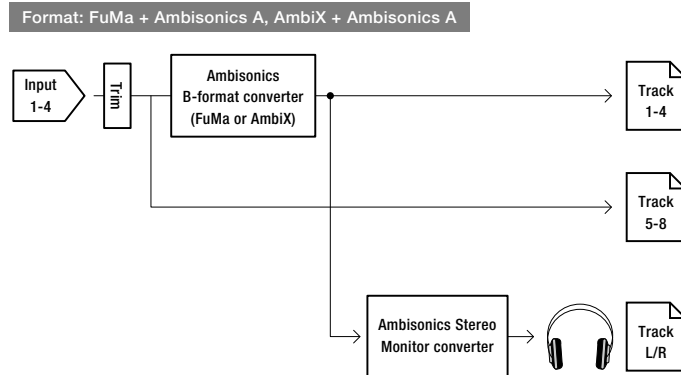 Format: FuMa + Ambisonics A, AmbiX + Ambisonics A
Input
1-4
Trim
Ambisonics
B-format converter
(FuMa or AmbiX)
Track
1-4
Track
5-8
Ambisonics Stereo
Monitor converter
Track
L/R